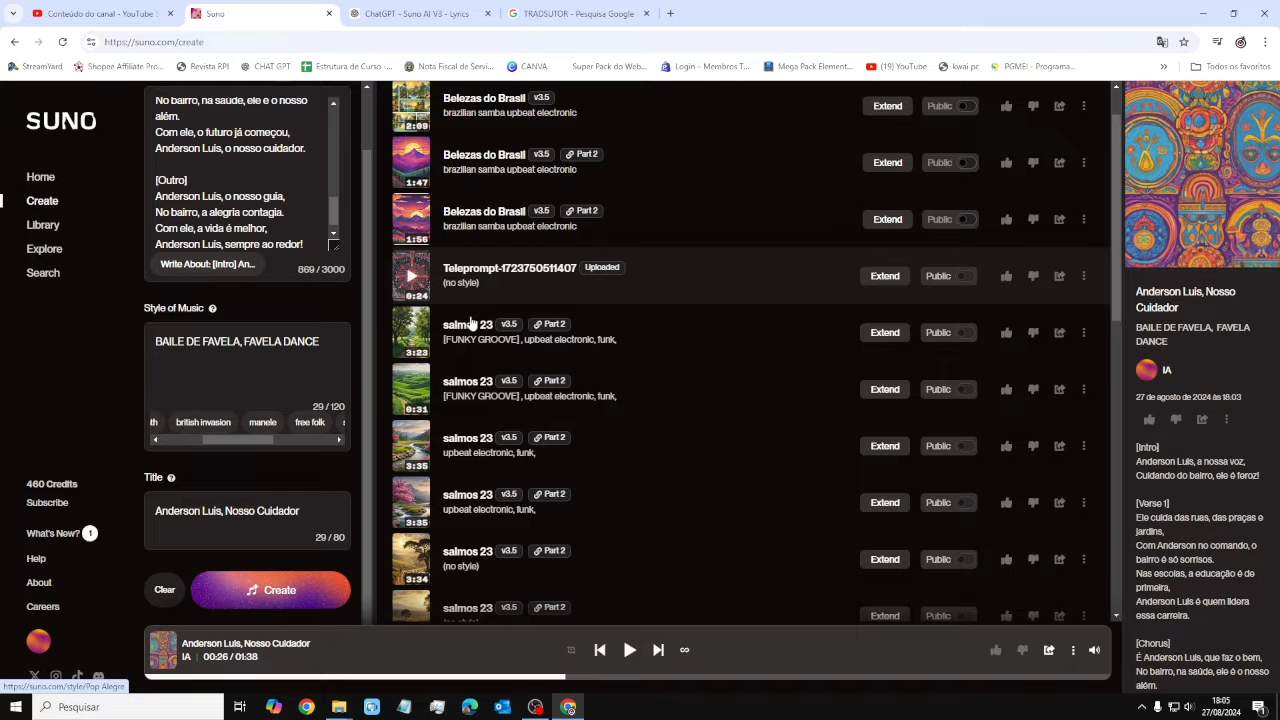 Conteúdo do canal - YouTube S
Suno
ChatGPT - Suno AI V3 - Lyrics
TRADSUTOR - Pesquisa Google
https://suno.com/create
StreamYard
Shopee Affiliate Pro...
Revista RPI
CHAT GPT
Estrutura de Curso -...
Nota Fiscal de Servi...
CANVA
Super Pack do Web...
Login – Membros T...
Mega Pack Element...
(19) YouTube
kwai pc
PGMEI - Programa...
Todos os favoritos
SUNO
Home
Create
Library
Explore
Search
460 Credits
Subscribe
What's New? 1
Help
About
Careers
No bairro, na saúde, ele é o nosso
além.
Com ele, o futuro já começou,
Anderson Luis, o nosso cuidador.
[Outro]
Anderson Luis, o nosso guia,
No bairro, a alegria contagia.
Com ele, a vida é melhor,
Anderson Luis, sempre ao redor!
Write About: [Intro] An...
869 / 3000
Style of Music
BAILE DE FAVELA, FAVELA DANCE
29 / 120
british invasion
manele
free folk
Title
Anderson Luis, Nosso Cuidador
29 / 80
Clear
Create
2:09
Belezas do Brasil v3.5
brazilian samba upbeat electronic
Extend
Public
1:47
Belezas do Brasil v3.5 Part 2
brazilian samba upbeat electronic
Extend
Public
1:56
Belezas do Brasil v3.5 Part 2
brazilian samba upbeat electronic
Extend
Public
0:24
Uploaded
(no style)
Extend
Public
3:23
salmos 23 v3.5 Part 2
[FUNKY GROOVE] , upbeat electronic, funk,
Extend
Public
0:31
salmos 23 v3.5 Part 2
[FUNKY GROOVE] , upbeat electronic, funk,
Extend
Public
3:35
salmos 23 v3.5 Part 2
upbeat electronic, funk,
Extend
Public
3:35
salmos 23 v3.5 Part 2
upbeat electronic, funk,
Extend
Public
3:34
salmos 23 v3.5 Part 2
(no style)
Extend
Public
salmos 23 v3.5 Part 2
Extend
Public
Anderson Luis, Nosso
Cuidador
BAILE DE FAVELA, FAVELA
DANCE
IA
27 de agosto de 2024 às 18:03
[Intro]
Anderson Luis, a nossa voz,
Cuidando do bairro, ele é feroz!
[Verse 1]
Ele cuida das ruas, das praças e
jardins,
Com Anderson no comando, o
bairro é só sorrisos.
Nas escolas, a educação é de
primeira,
Anderson Luis é quem lidera
essa carreira.
[Chorus]
É Anderson Luis, que faz o bem,
No bairro, na saúde, ele é nosso
além.
Anderson Luis, Nosso Cuidador
IA 00:26 / 01:38
https://suno.com/style/Pop Alegre
Pesquisar
18:05
27/08/2024